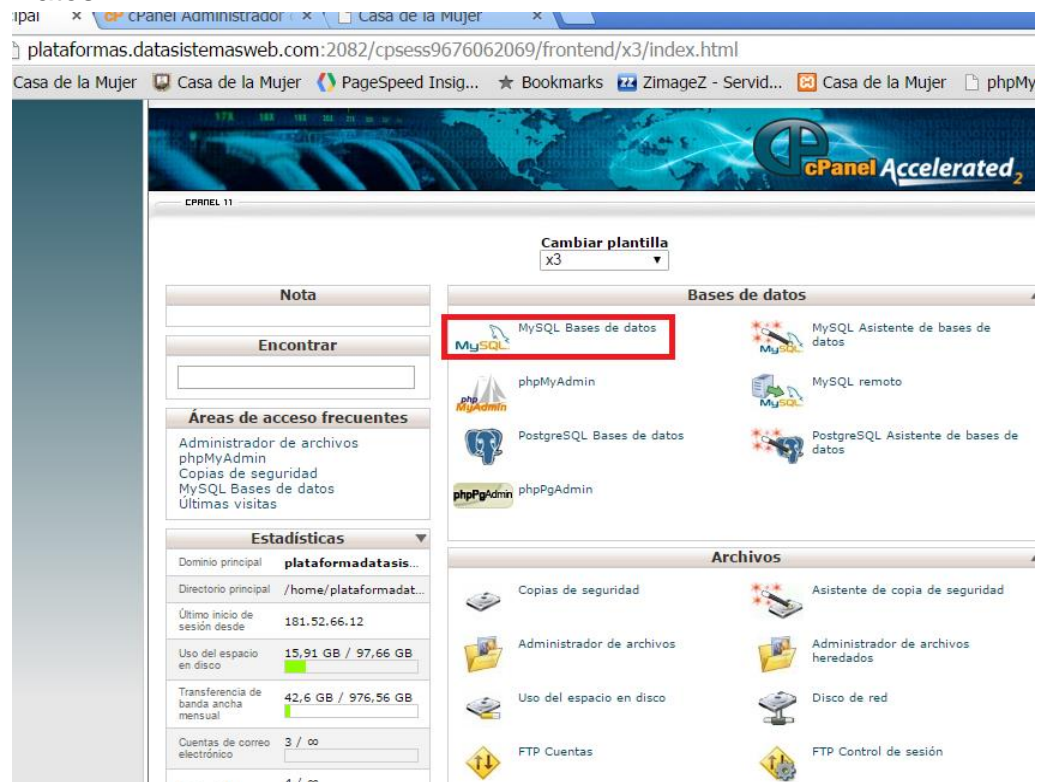 cPanel Administrador
Casa de la Mujer
plataformas.datasistemasweb.com:2082/cpsess9676062069/frontend/x3/index.html
Casa de la Mujer
Casa de la Mujer
PageSpeed Insig...
Bookmarks
ZimageZ - Servid...
Casa de la Mujer
phpMy
cPanel Accelerated2
CPANEL 11
Cambiar plantilla
x3
Nota
Encontrar
Áreas de acceso frecuentes
Administrador de archivos
phpMyAdmin
Copias de seguridad
MySQL Bases de datos
Últimas visitas
Estadísticas
Dominio principal plataformadatasis...
Directorio principal /home/plataformadat...
Último inicio de
sesión desde
181.52.66.12
Uso del espacio
en disco
15,91 GB / 97,66 GB
Transferencia de
banda ancha
mensual
42,6 GB / 976,56 GB
Cuentas de correo
electrónico
3 / ∞
Bases de datos
MySQL
MySQL Bases de datos
MySQL
MySQL Asistente de bases de
datos
php
MyAdmin
phpMyAdmin
MySQL
MySQL remoto
PostgreSQL Bases de datos
PostgreSQL Asistente de bases de
datos
phpPgAdmin
phpPgAdmin
Archivos
Copias de seguridad
Asistente de copia de seguridad
Administrador de archivos
Administrador de archivos
heredados
Uso del espacio en disco
Disco de red
FTP Cuentas
FTP Control de sesión